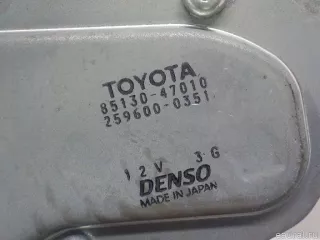 TOYOTA
85130-47010
259600-0351
12V 3G
DENSO
MADE IN JAPAN